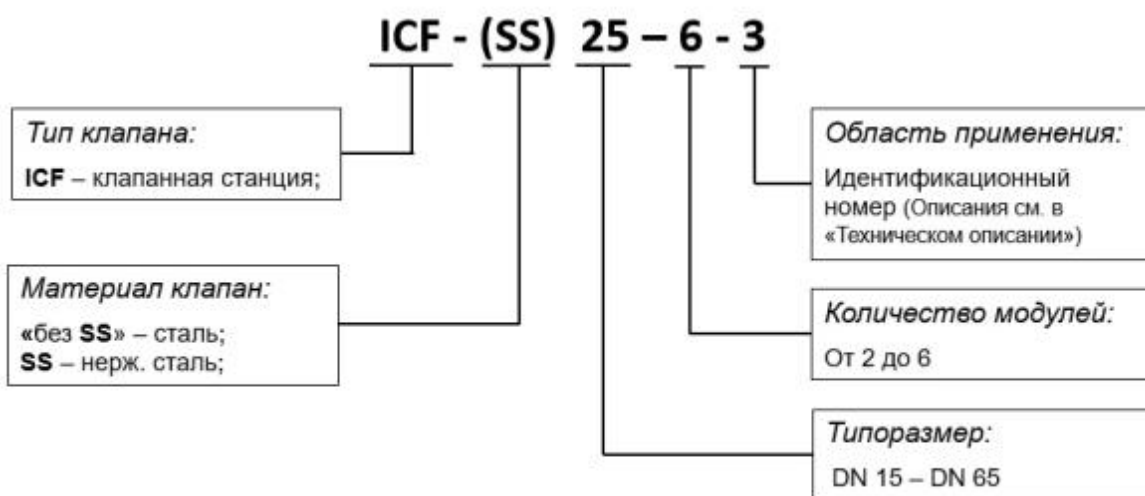 ICF - (SS) 25 – 6 - 3
Тип клапана:
ICF – клапанная станция;
Материал клапан:
«без SS» – сталь;
SS – нерж. сталь;
Область применения:
Идентификационный
номер (Описания см. в
«Техническом описании»)
Количество модулей:
От 2 до 6
Типоразмер:
DN 15 – DN 65